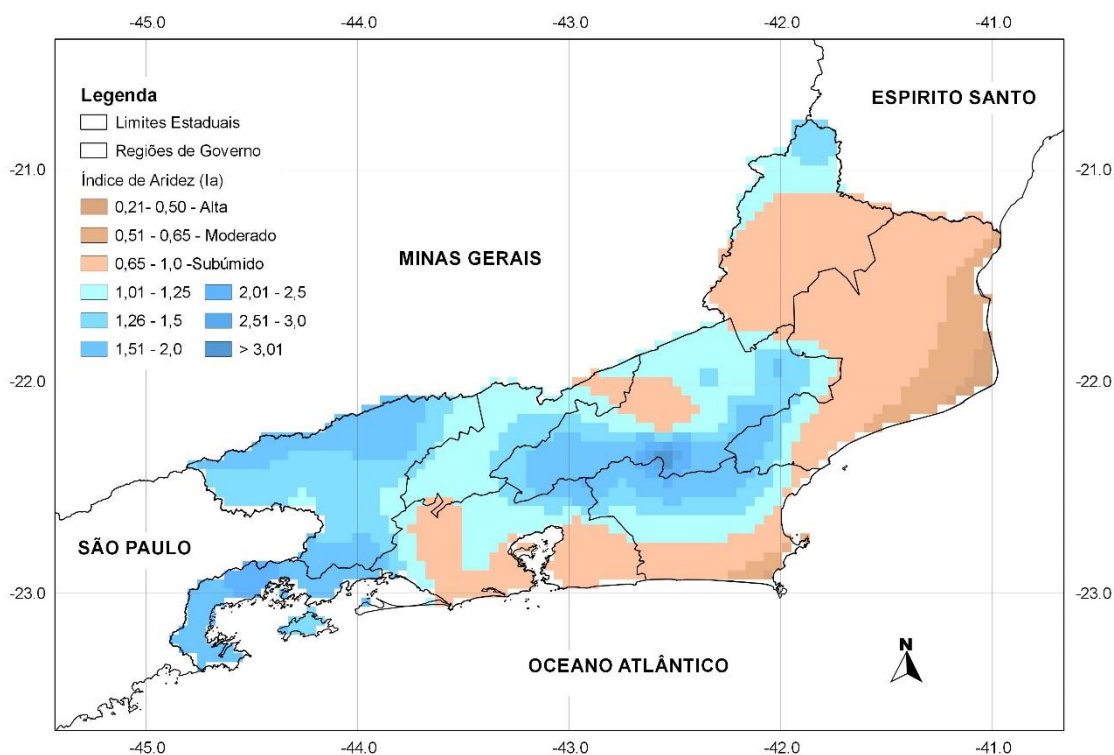 -45.0 -44.0 -43.0 -42.0 -41.0
ESPIRITO SANTO
Legenda
Limites Estaduais
Regiões de Governo
Índice de Aridez (Ia)
0,21- 0,50 - Alta
0,51 - 0,65 - Moderado
0,65 - 1,0 -Subúmido
1,01 - 1,25 2,01 - 2,5
1,26 - 1,5 2,51 - 3,0
1,51 - 2,0 > 3,01
-21.0 -21.0
MINAS GERAIS
-22.0 -22.0
SÃO PAULO
-23.0 -23.0
OCEANO ATLÂNTICO
N
-45.0 -44.0 -43.0 -42.0 -41.0